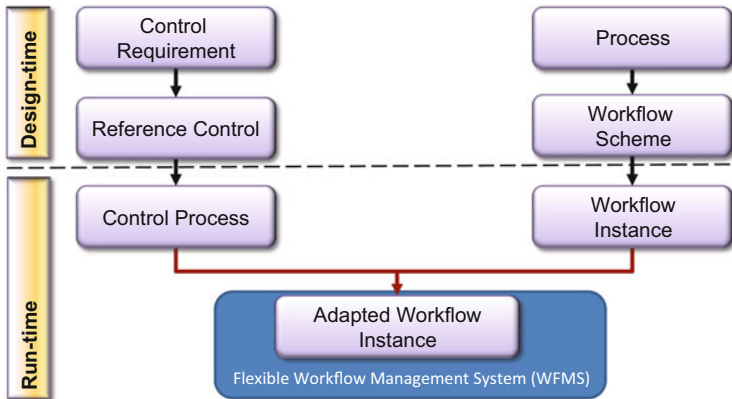 Design-time
Control
Requirement
Process
Reference Control
Workflow
Scheme
Run-time
Control Process
Workflow
Instance
Adapted Workflow
Instance
Flexible Workflow Management System (WFMS)